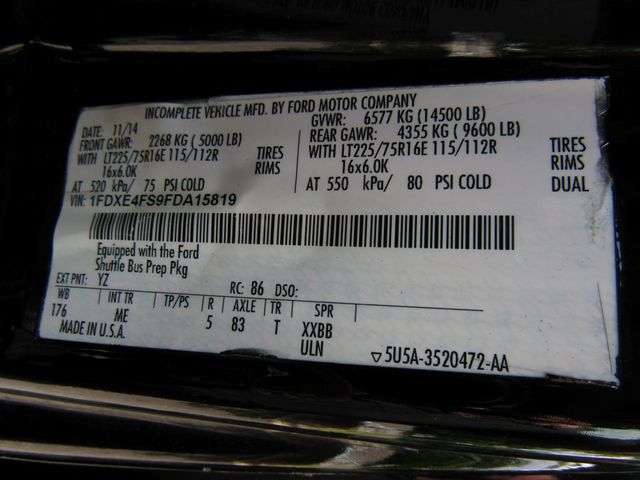 INCOMPLETE VEHICLE MFD. BY FORD MOTOR COMPANY
DATE: 11/14 GVWR: 6577 KG (14500 LB)
FRONT GAWR: 2268 KG ( 5000 LB) REAR GAWR: 4355 KG ( 9600 LB)
WITH LT225/75R16E 115/112R TIRES WITH LT225/75R16E 115/112R TIRES
16x6.0K RIMS 16x6.0K RIMS
AT 520 kPa/ 75 PSI COLD AT 550 kPa/ 80 PSI COLD DUAL
VIN: 1FDXE4FS9FDA15819
Equipped with the Ford
Shuttle Bus Prep Pkg
EXT PNT: YZ RC: 86 DSO:
WB INT TR TP/PS R AXLE TR SPR
176 ME 5 83 T XXBB
MADE IN U.S.A. ULN
▽5U5A-3520472-AA